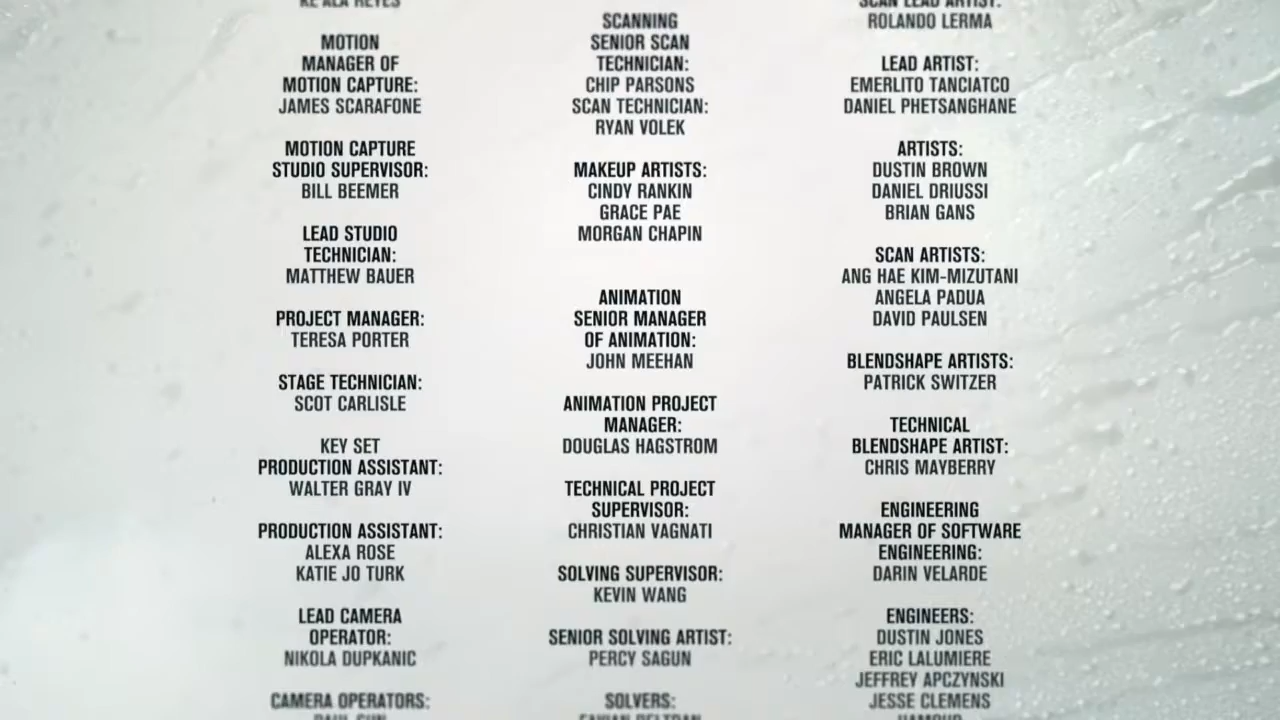 KE'ALA REYES
MOTION
MANAGER OF
MOTION CAPTURE:
JAMES SCARAFONE
MOTION CAPTURE
STUDIO SUPERVISOR:
BILL BEEMER
LEAD STUDIO
TECHNICIAN:
MATTHEW BAUER
PROJECT MANAGER:
TERESA PORTER
STAGE TECHNICIAN:
SCOT CARLISLE
KEY SET
PRODUCTION ASSISTANT:
WALTER GRAY IV
PRODUCTION ASSISTANT:
ALEXA ROSE
KATIE JO TURK
LEAD CAMERA
OPERATOR:
NIKOLA DUPKANIC
CAMERA OPERATORS:
SCANNING
SENIOR SCAN
TECHNICIAN:
CHIP PARSONS
SCAN TECHNICIAN:
RYAN VOLEK
MAKEUP ARTISTS:
CINDY RANKIN
GRACE PAE
MORGAN CHAPIN
ANIMATION
SENIOR MANAGER
OF ANIMATION:
JOHN MEEHAN
ANIMATION PROJECT
MANAGER:
DOUGLAS HAGSTROM
TECHNICAL PROJECT
SUPERVISOR:
CHRISTIAN VAGNATI
SOLVING SUPERVISOR:
KEVIN WANG
SENIOR SOLVING ARTIST:
PERCY SAGUN
SOLVERS:
SCAN LEAD ARTIST:
ROLANDO LERMA
LEAD ARTIST:
EMERLITO TANCIATCO
DANIEL PHETSANGHANE
ARTISTS:
DUSTIN BROWN
DANIEL DRIUSSI
BRIAN GANS
SCAN ARTISTS:
ANG HAE KIM-MIZUTANI
ANGELA PADUA
DAVID PAULSEN
BLENDSHAPE ARTISTS:
PATRICK SWITZER
TECHNICAL
BLENDSHAPE ARTIST:
CHRIS MAYBERRY
ENGINEERING
MANAGER OF SOFTWARE
ENGINEERING:
DARIN VELARDE
ENGINEERS:
DUSTIN JONES
ERIC LALUMIERE
JEFFREY APCZYNSKI
JESSE CLEMENS